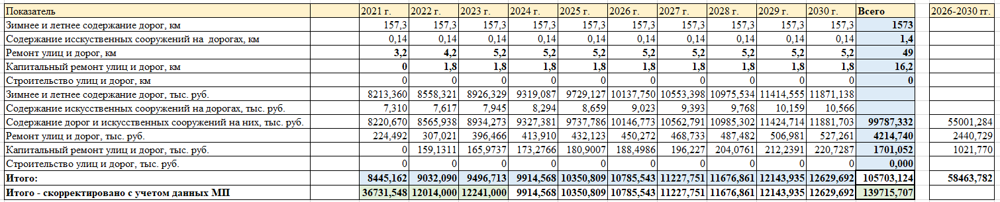 Показатель 2021 г. 2022 г. 2023 г. 2024 г. 2025 г. 2026 г. 2027 г. 2028 г. 2029 г. 2030 г. Всего 2026-2030 гг.
Зимнее и летнее содержание дорог, км 157,3 157,3 157,3 157,3 157,3 157,3 157,3 157,3 157,3 157,3 1573
Содержание исскуственных сооружений на дорогах, км 0,14 0,14 0,14 0,14 0,14 0,14 0,14 0,14 0,14 0,14 1,4
Ремонт улиц и дорог, км 3,2 4,2 5,2 5,2 5,2 5,2 5,2 5,2 5,2 5,2 49
Капитальный ремонт улиц и дорог, км 0 1,8 1,8 1,8 1,8 1,8 1,8 1,8 1,8 1,8 16,2
Строительство улиц и дорог, км 0 0 0 0 0 0 0 0 0 0 0
Зимнее и летнее содержание дорог, тыс. руб. 8213,360 8558,321 8926,329 9319,087 9729,127 10137,750 10553,398 10975,534 11414,555 11871,138
Содержание искусственных сооружений на дорогах, тыс. руб. 7,310 7,617 7,945 8,294 8,659 9,023 9,393 9,768 10,159 10,566
Содержание дорог и искусственных сооружений на них, тыс. руб. 8220,670 8565,938 8934,273 9327,381 9737,786 10146,773 10562,791 10985,302 11424,714 11881,703 99787,332 55001,284
Ремонт улиц и дорог, тыс. руб. 224,492 307,021 396,466 413,910 432,123 450,272 468,733 487,482 506,981 527,261 4214,740 2440,729
Капитальный ремонт улиц и дорог, тыс. руб. 0 159,1311 165,9737 173,2766 180,9007 188,4986 196,227 204,0761 212,2391 220,7287 1701,052 1021,770
Строительство улиц и дорог, тыс. руб. 0 0 0 0 0 0 0 0 0 0 0,000
Итого: 8445,162 9032,090 9496,713 9914,568 10350,809 10785,543 11227,751 11676,861 12143,935 12629,692 105703,124 58463,782
Итого - скорректировано с учетом данных МП 36731,548 12014,000 12241,000 9914,568 10350,809 10785,543 11227,751 11676,861 12143,935 12629,692 139715,707